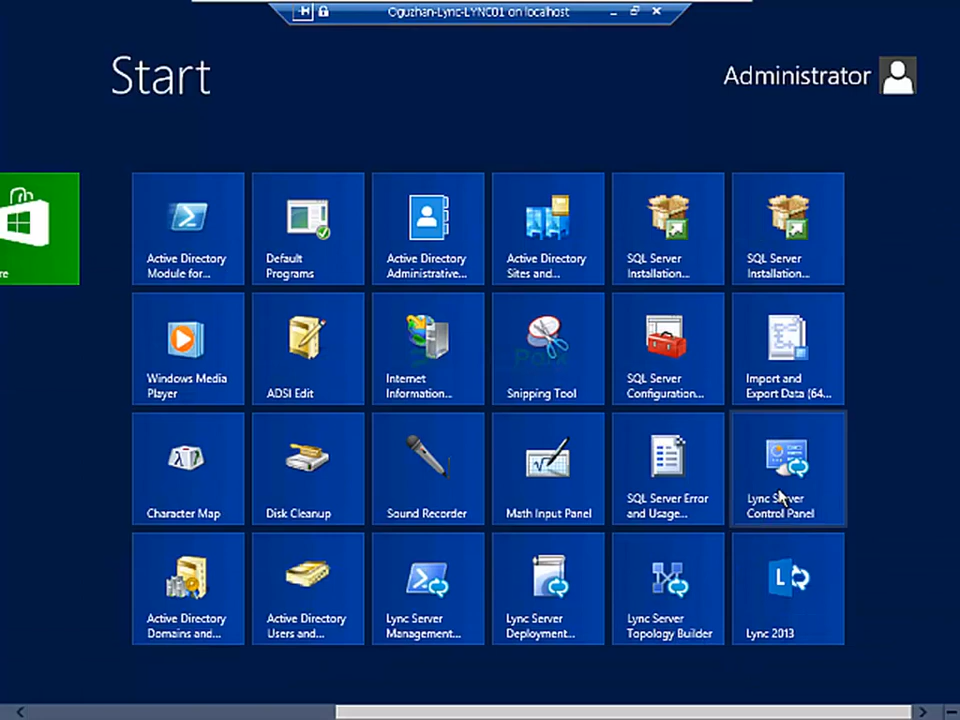 Oguzhan-Lync-LYNC01 on localhost
Start
Administrator
re
Active Directory
Module for...
Default
Programs
Active Directory
Administrative...
Active Directory
Sites and...
SQL Server
Installation...
SQL Server
Installation...
Windows Media
Player
ADSI Edit
Internet
Information...
Snipping Tool
SQL Server
Configuration...
Import and
Export Data (64...
Character Map
Disk Cleanup
Sound Recorder
Math Input Panel
SQL Server Error
and Usage...
Lync Server
Control Panel
Active Directory
Domains and...
Active Directory
Users and...
Lync Server
Management...
Lync Server
Deployment...
Lync Server
Topology Builder
Lync 2013